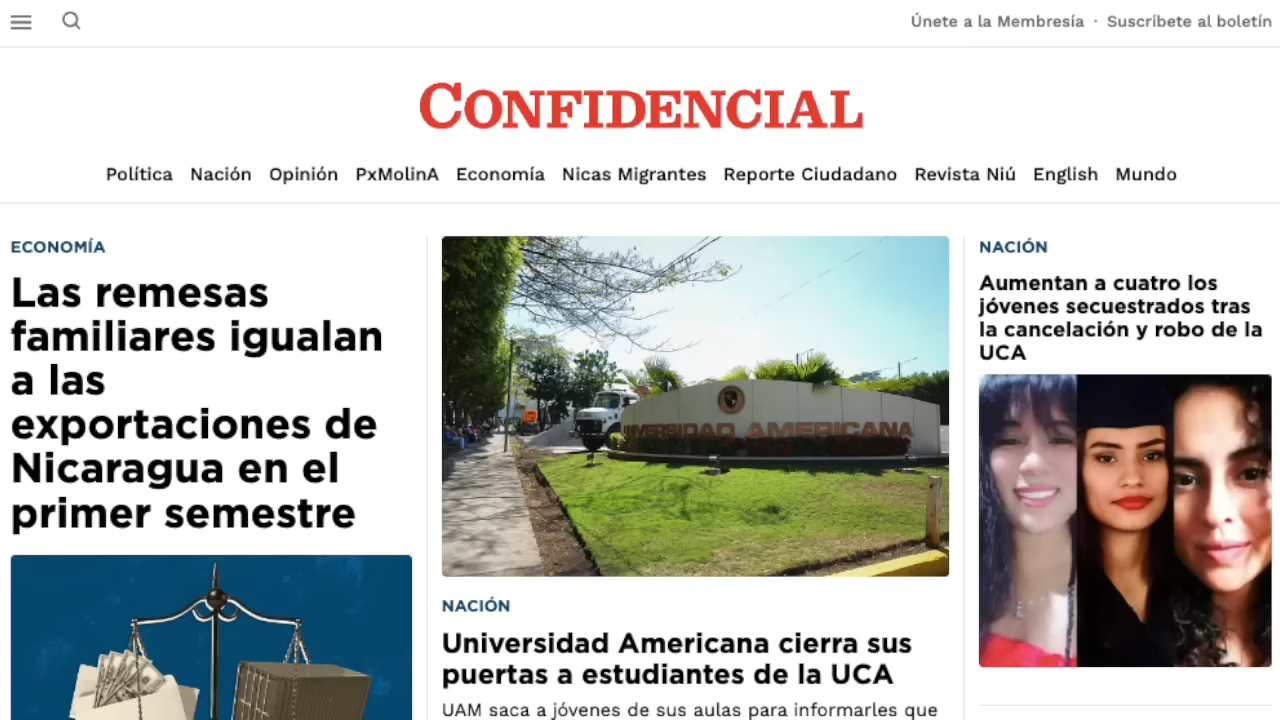 Únete a la Membresía · Suscríbete al boletín
CONFIDENCIAL
Política Nación Opinión PxMolinA Economía Nicas Migrantes Reporte Ciudadano Revista Niú English Mundo
ECONOMÍA
Las remesas
familiares igualan
a las
exportaciones de
Nicaragua en el
primer semestre
UNIVERSIDAD AMERICANA
NACIÓN
Universidad Americana cierra sus
puertas a estudiantes de la UCA
UAM saca a jóvenes de sus aulas para informarles que
NACIÓN
Aumentan a cuatro los
jóvenes secuestrados tras
la cancelación y robo de la
UCA